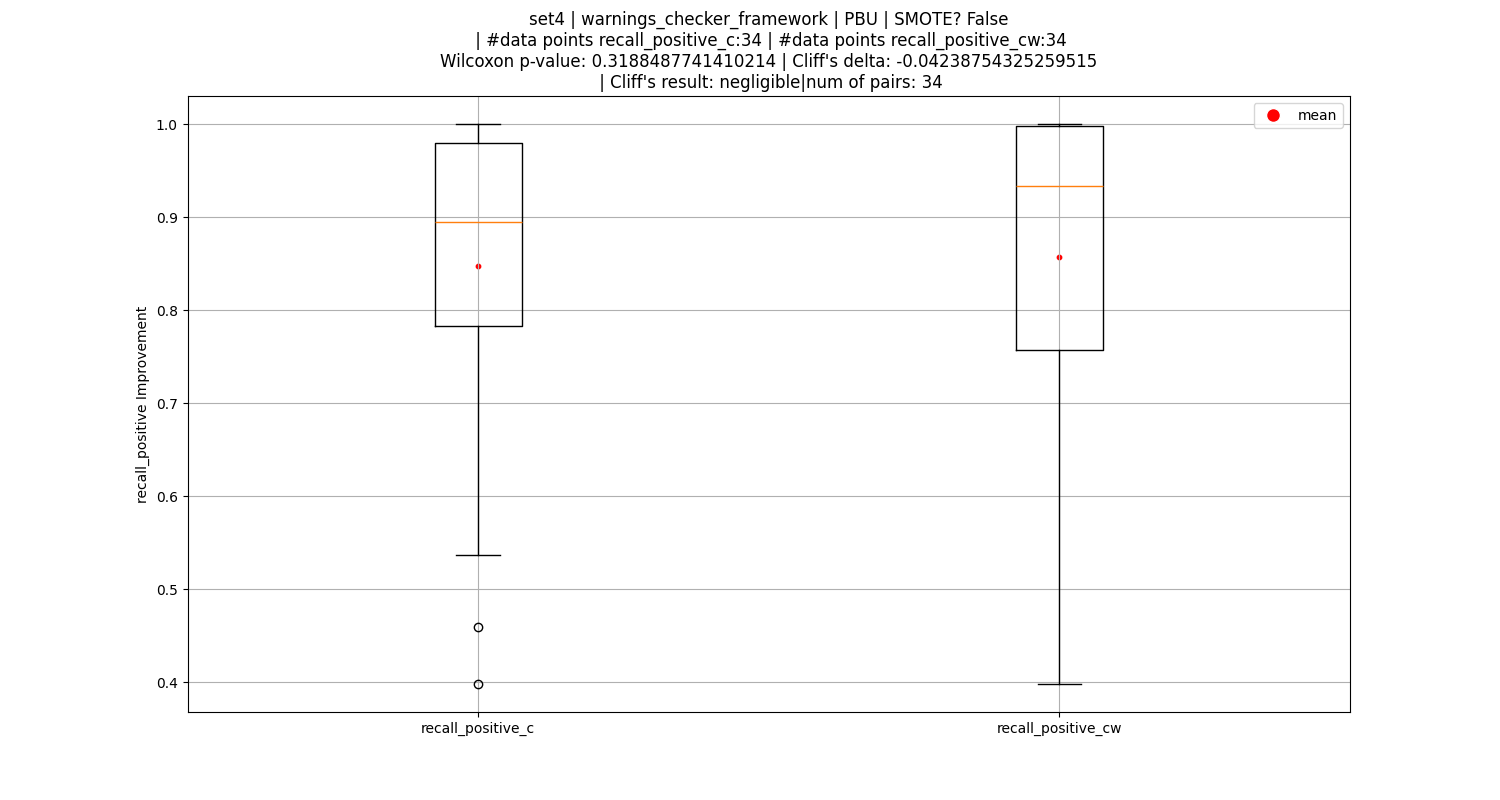 set4 | warnings_checker_framework | PBU | SMOTE? False
| #data points recall_positive_c:34 | #data points recall_positive_cw:34
Wilcoxon p-value: 0.3188487741410214 | Cliff's delta: -0.04238754325259515
| Cliff's result: negligible|num of pairs: 34
mean
1.0
0.9
0.8
0.7
0.6
0.5
0.4
recall_positive Improvement
recall_positive_c
recall_positive_cw